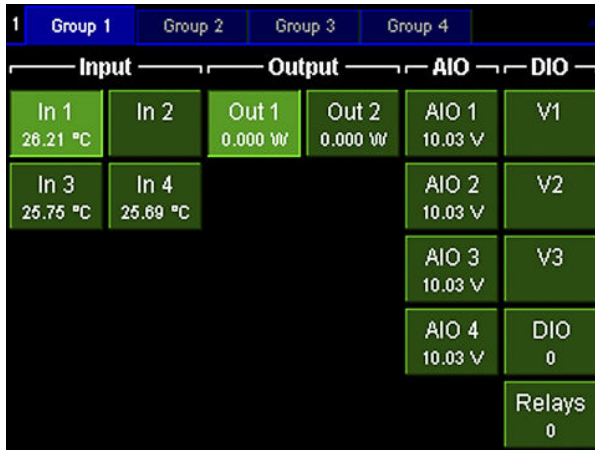 1 Group 1 Group 2 Group 3 Group 4
Input Output AIO DIO
In 1 In 2 Out 1 Out 2 AIO 1 V1
26.21 ºC 0.000 W 0.000 W 10.03 V
In 3 In 4 AIO 2 V2
25.75 ºC 25.69 ºC 10.03 V
AIO 3 V3
10.03 V
AIO 4 DIO
10.03 V 0
Relays
0